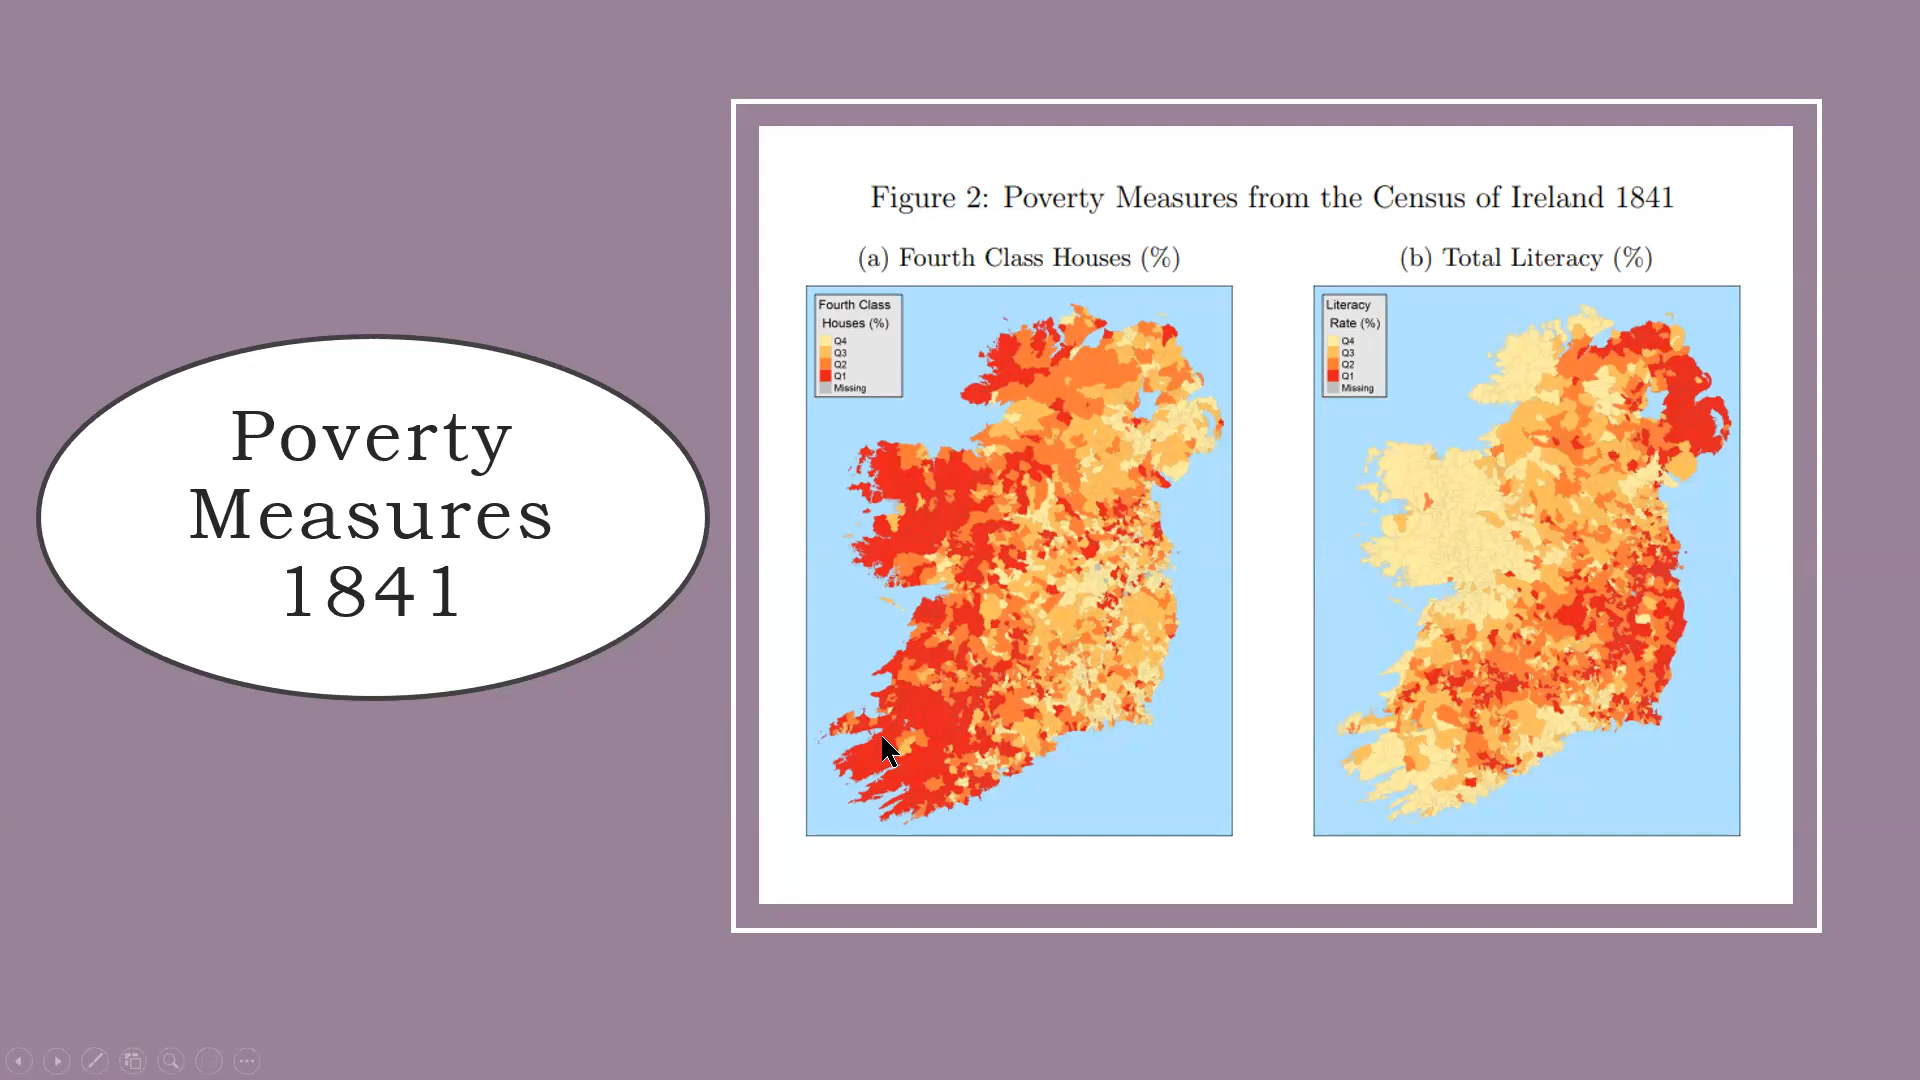 Poverty
Measures
1841
Figure 2: Poverty Measures from the Census of Ireland 1841
(a) Fourth Class Houses (%)
Fourth Class
Houses (%)
Q4
Q3
Q2
Q1
Missing
(b) Total Literacy (%)
Literacy
Rate (%)
Q4
Q3
Q2
Q1
Missing